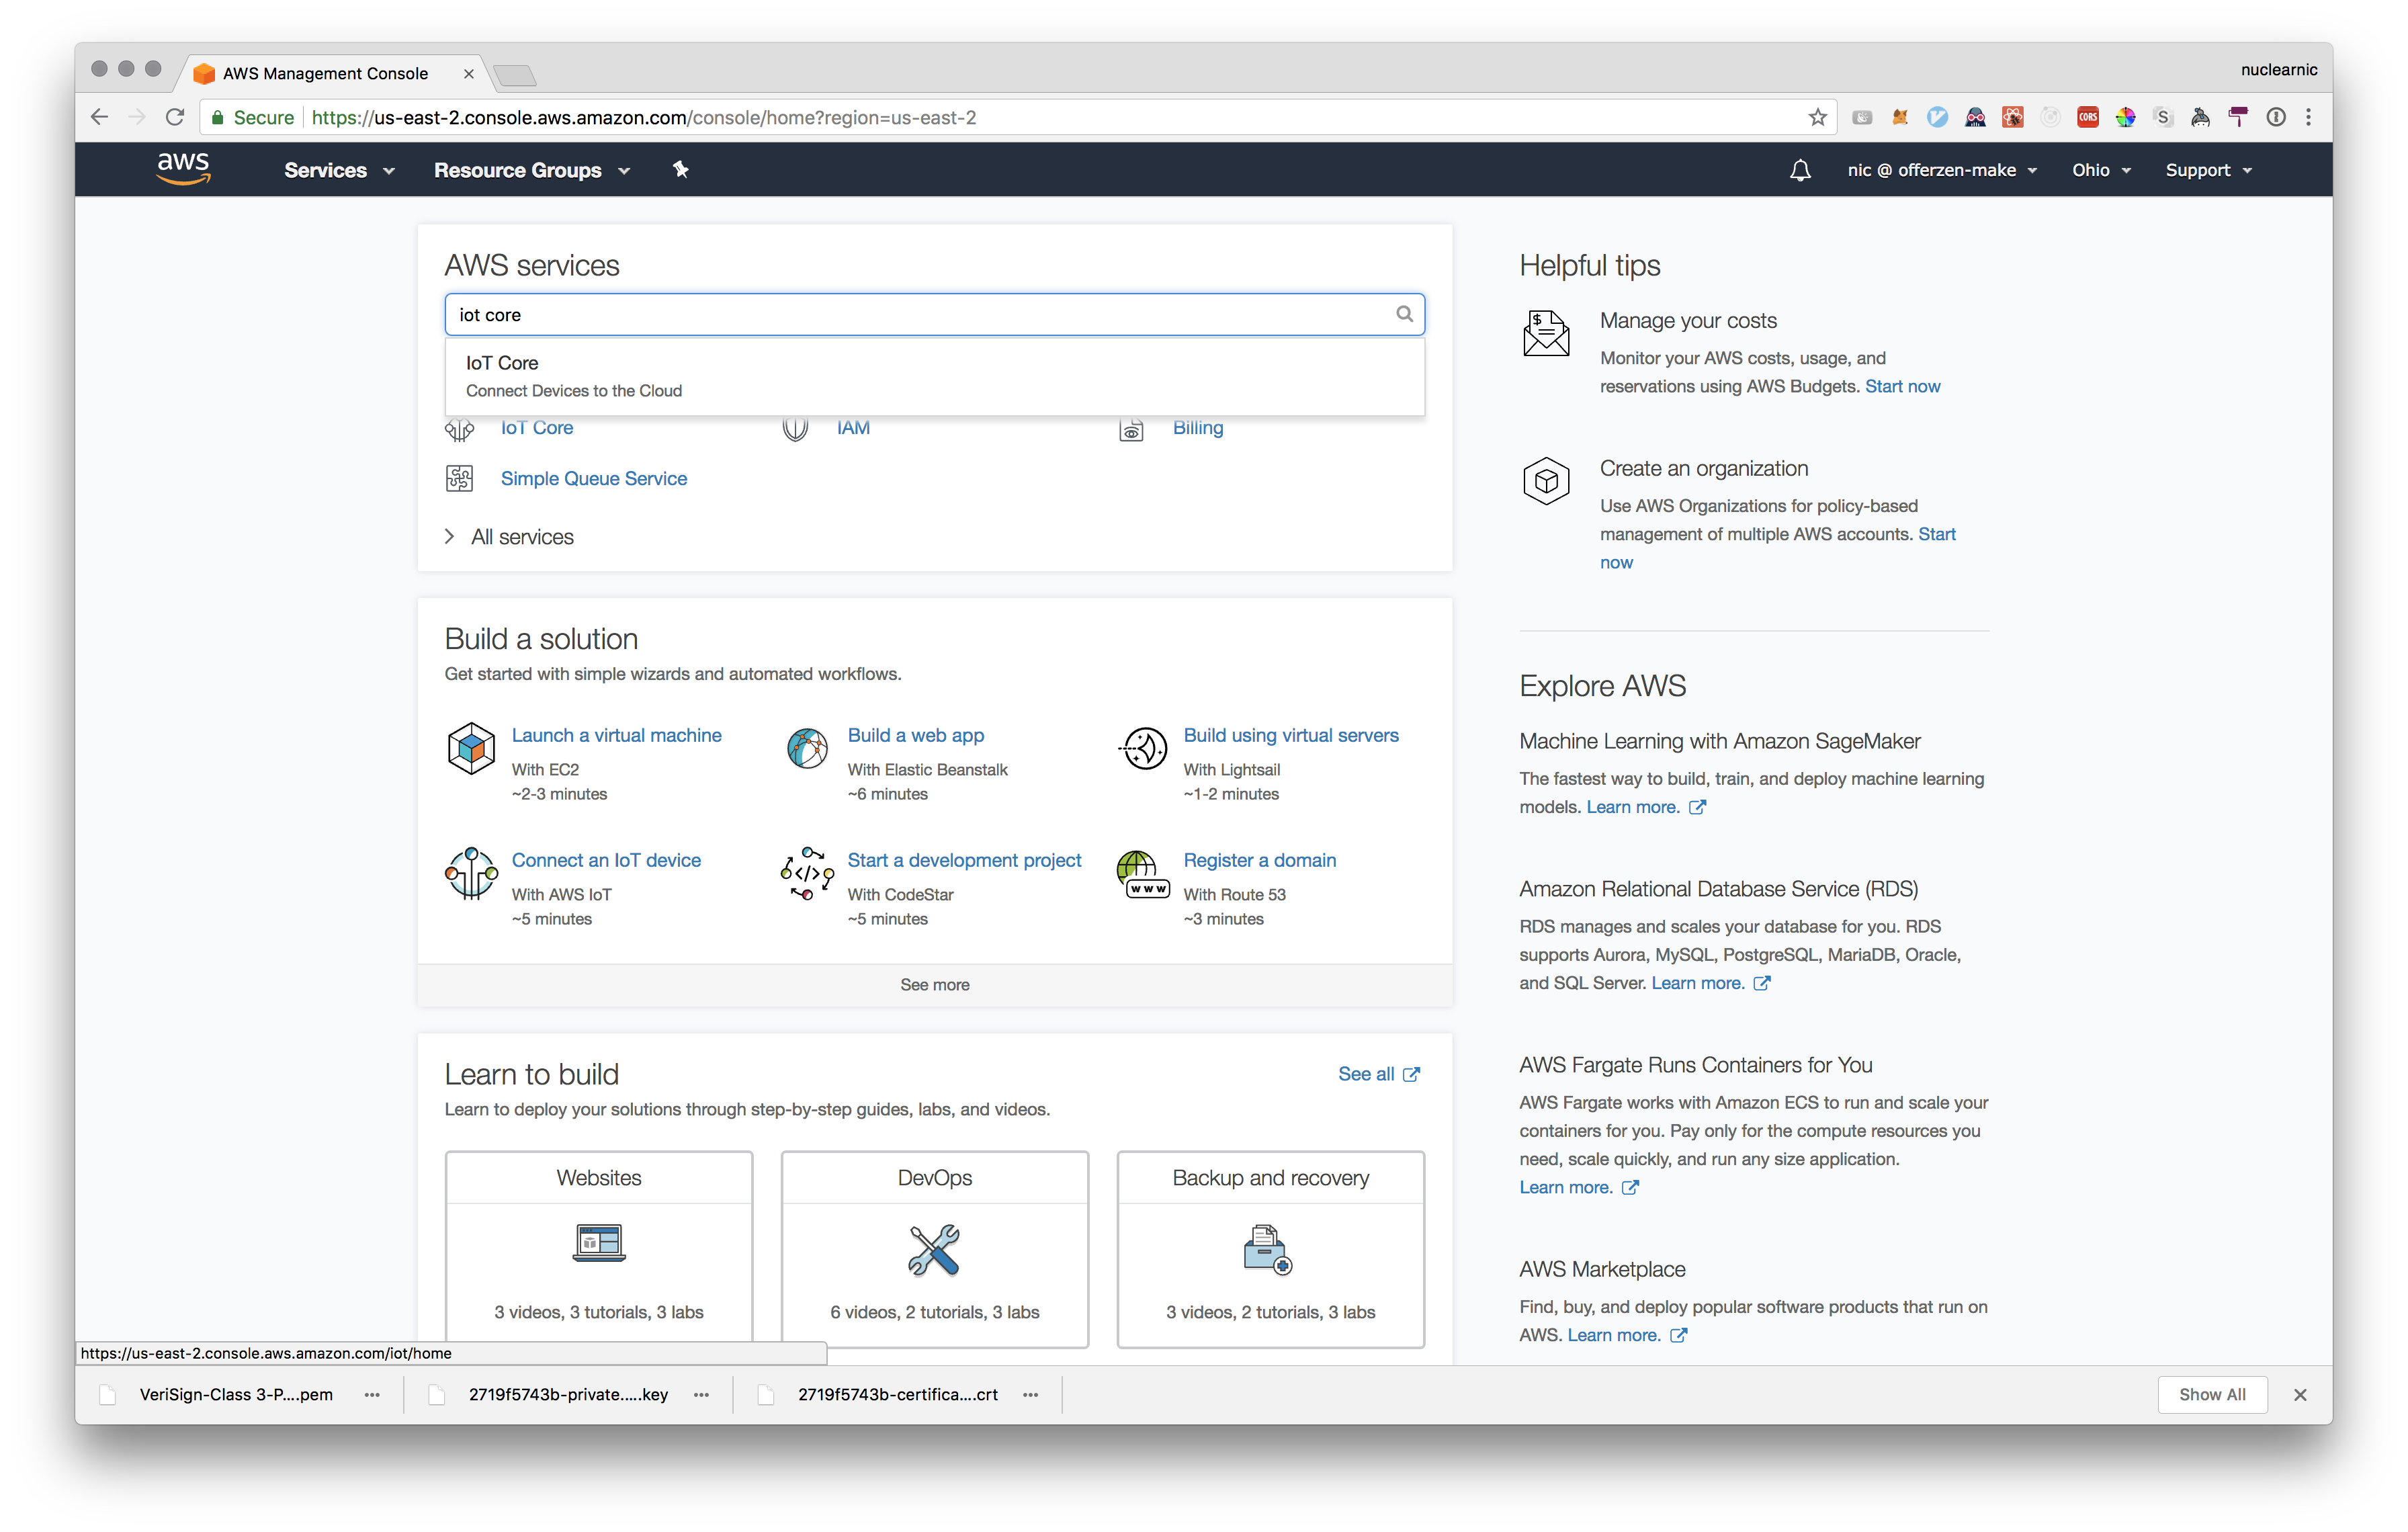 AWS Management Console
nuclearnic
Secure
https://us-east-2.console.aws.amazon.com/console/home?region=us-east-2
CORS
S
aws
Services
Resource Groups
nic @ offerzen-make
Ohio
Support
AWS services
iot core
IoT Core
Connect Devices to the Cloud
IoT Core
IAM
Billing
Simple Queue Service
All services
Build a solution
Get started with simple wizards and automated workflows.
Launch a virtual machine
With EC2
~2-3 minutes
Build a web app
With Elastic Beanstalk
~6 minutes
Build using virtual servers
With Lightsail
~1-2 minutes
Connect an IoT device
With AWS IoT
~5 minutes
</>
Start a development project
With CodeStar
~5 minutes
www
Register a domain
With Route 53
~3 minutes
See more
Learn to build
See all
Learn to deploy your solutions through step-by-step guides, labs, and videos.
Websites
3 videos, 3 tutorials, 3 labs
DevOps
6 videos, 2 tutorials, 3 labs
Backup and recovery
3 videos, 2 tutorials, 3 labs
Helpful tips
$
Manage your costs
Monitor your AWS costs, usage, and
reservations using AWS Budgets. Start now
Create an organization
Use AWS Organizations for policy-based
management of multiple AWS accounts. Start
now
Explore AWS
Machine Learning with Amazon SageMaker
The fastest way to build, train, and deploy machine learning
models. Learn more.
Amazon Relational Database Service (RDS)
RDS manages and scales your database for you. RDS
supports Aurora, MySQL, PostgreSQL, MariaDB, Oracle,
and SQL Server. Learn more.
AWS Fargate Runs Containers for You
AWS Fargate works with Amazon ECS to run and scale your
containers for you. Pay only for the compute resources you
need, scale quickly, and run any size application.
Learn more.
AWS Marketplace
Find, buy, and deploy popular software products that run on
AWS. Learn more.
https://us-east-2.console.aws.amazon.com/iot/home
VeriSign-Class 3-P....pem
2719f5743b-private.....key
2719f5743b-certifica....crt
Show All